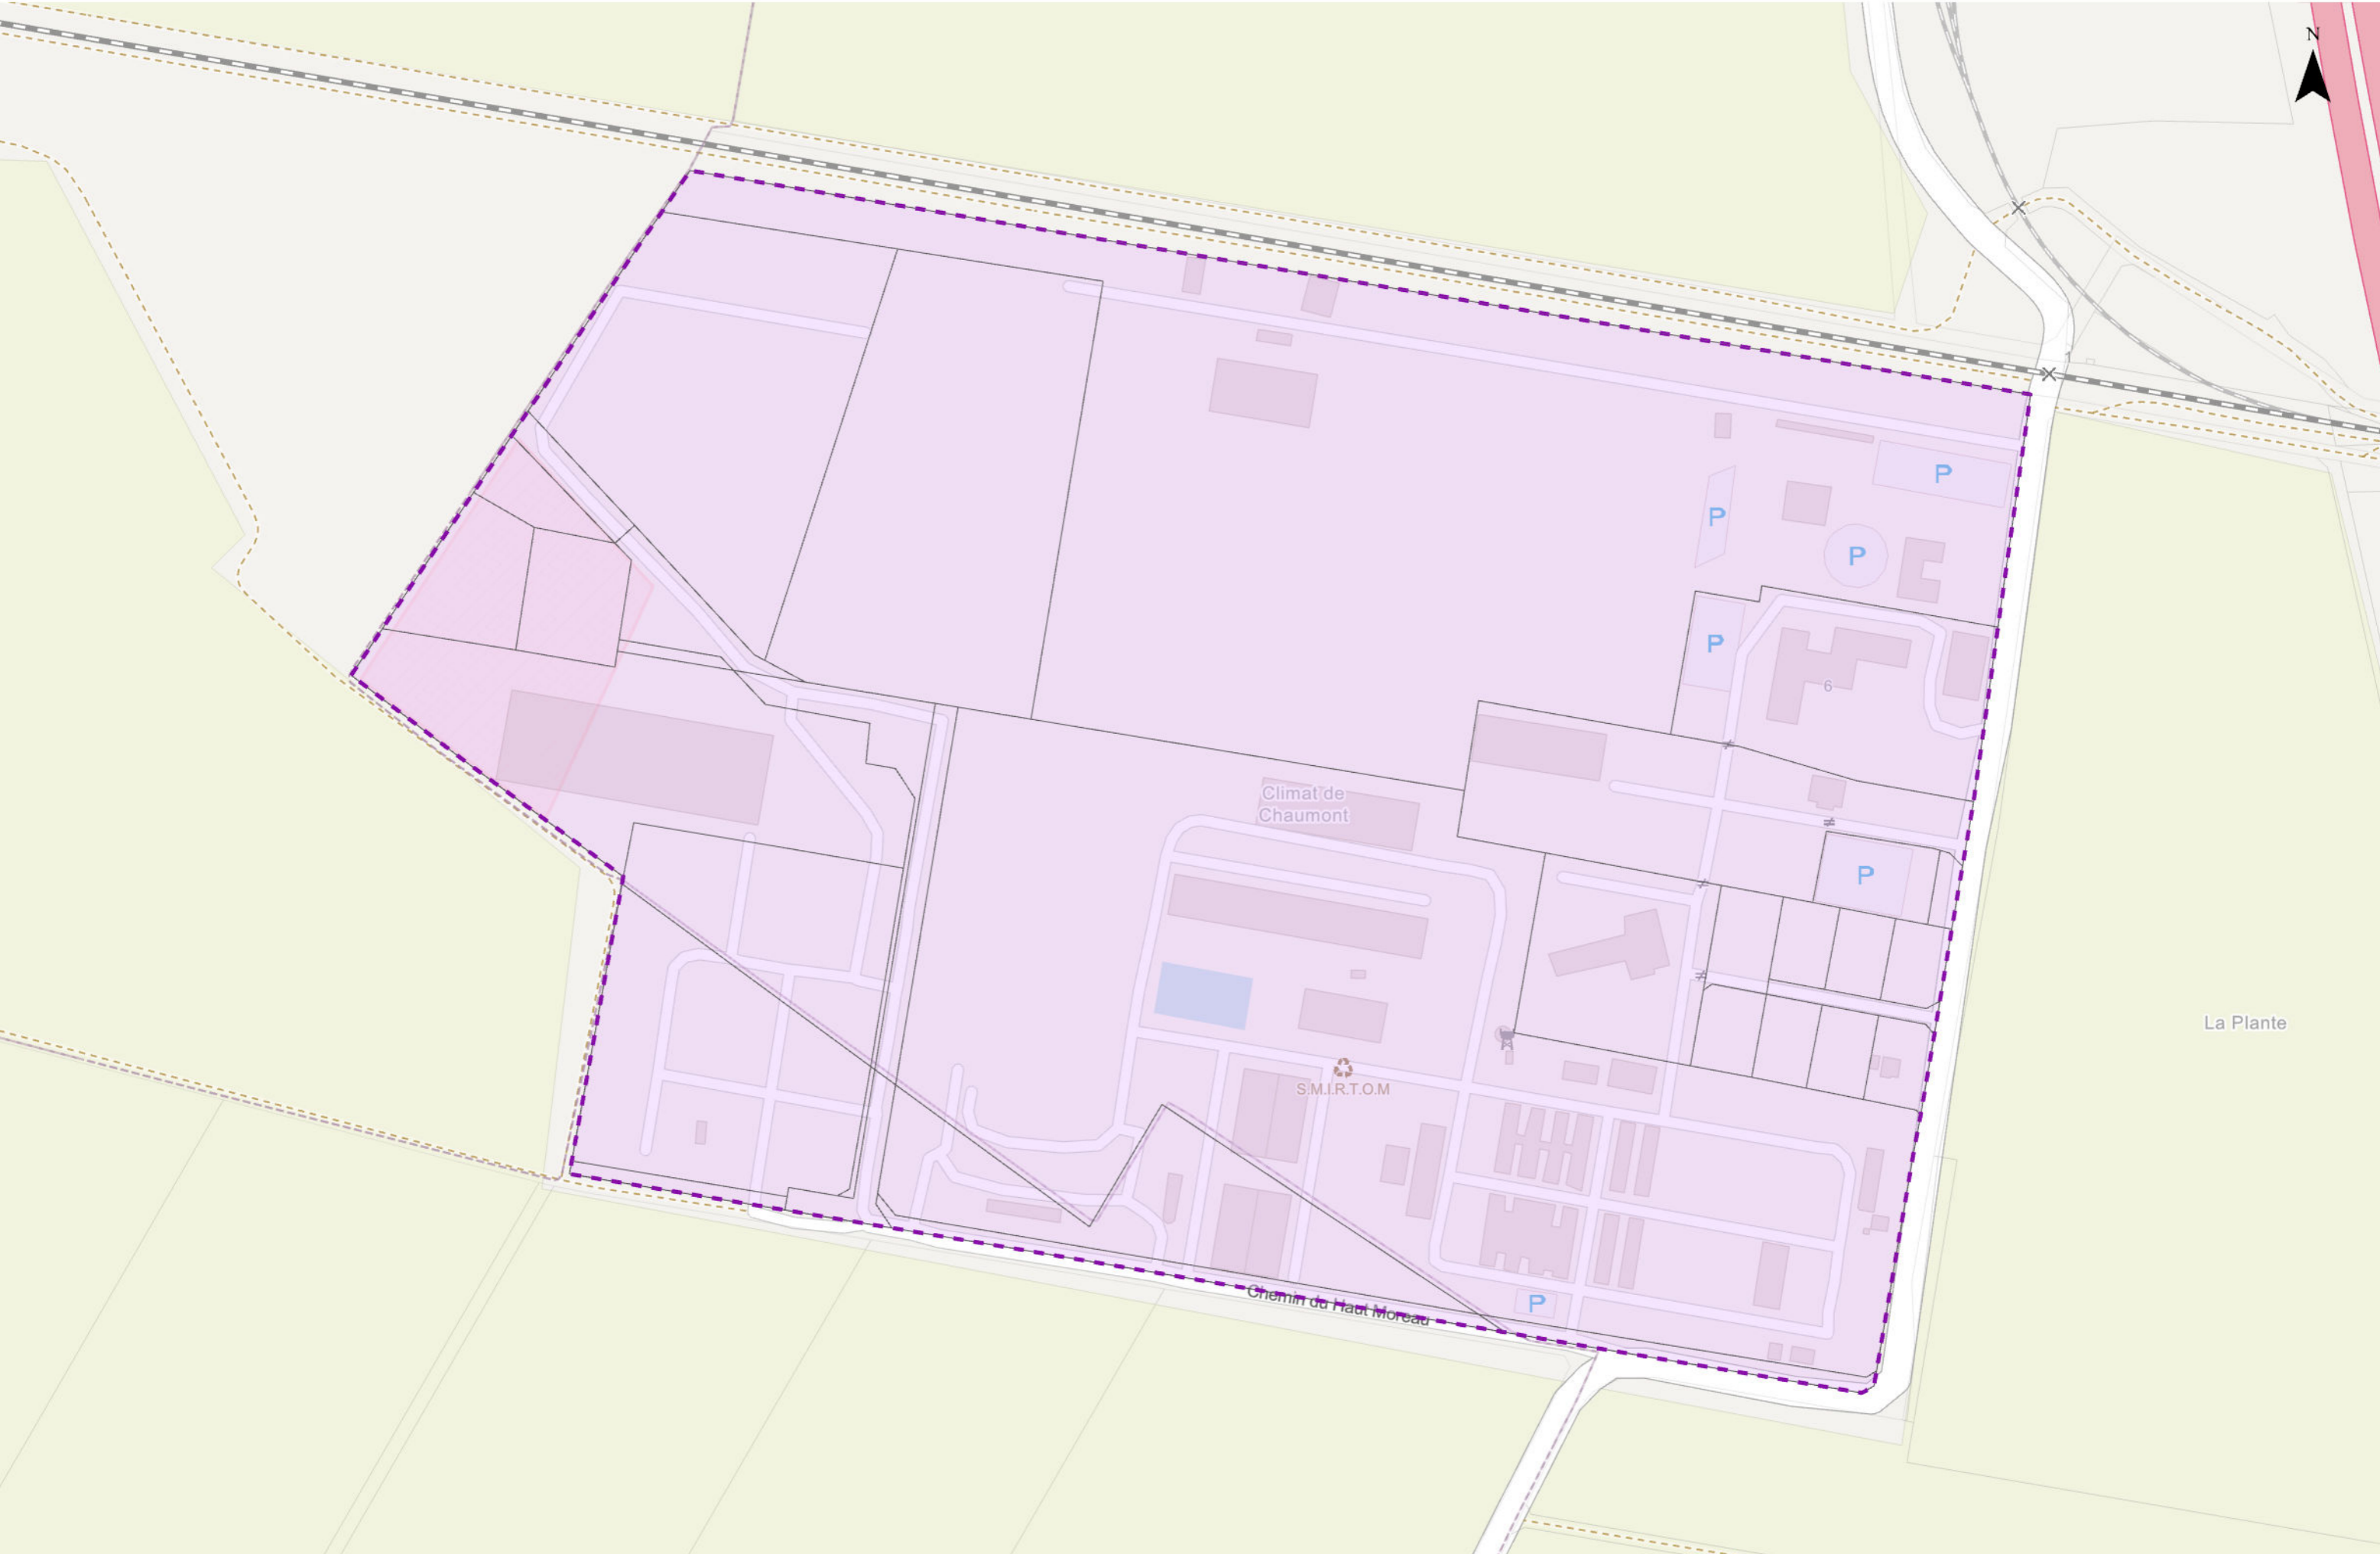 N
P
P
P
P
6
Climat de
Chaumont
P
La Plante
S.M.I.R.T.O.M
Chemin du Haut Moreau
P